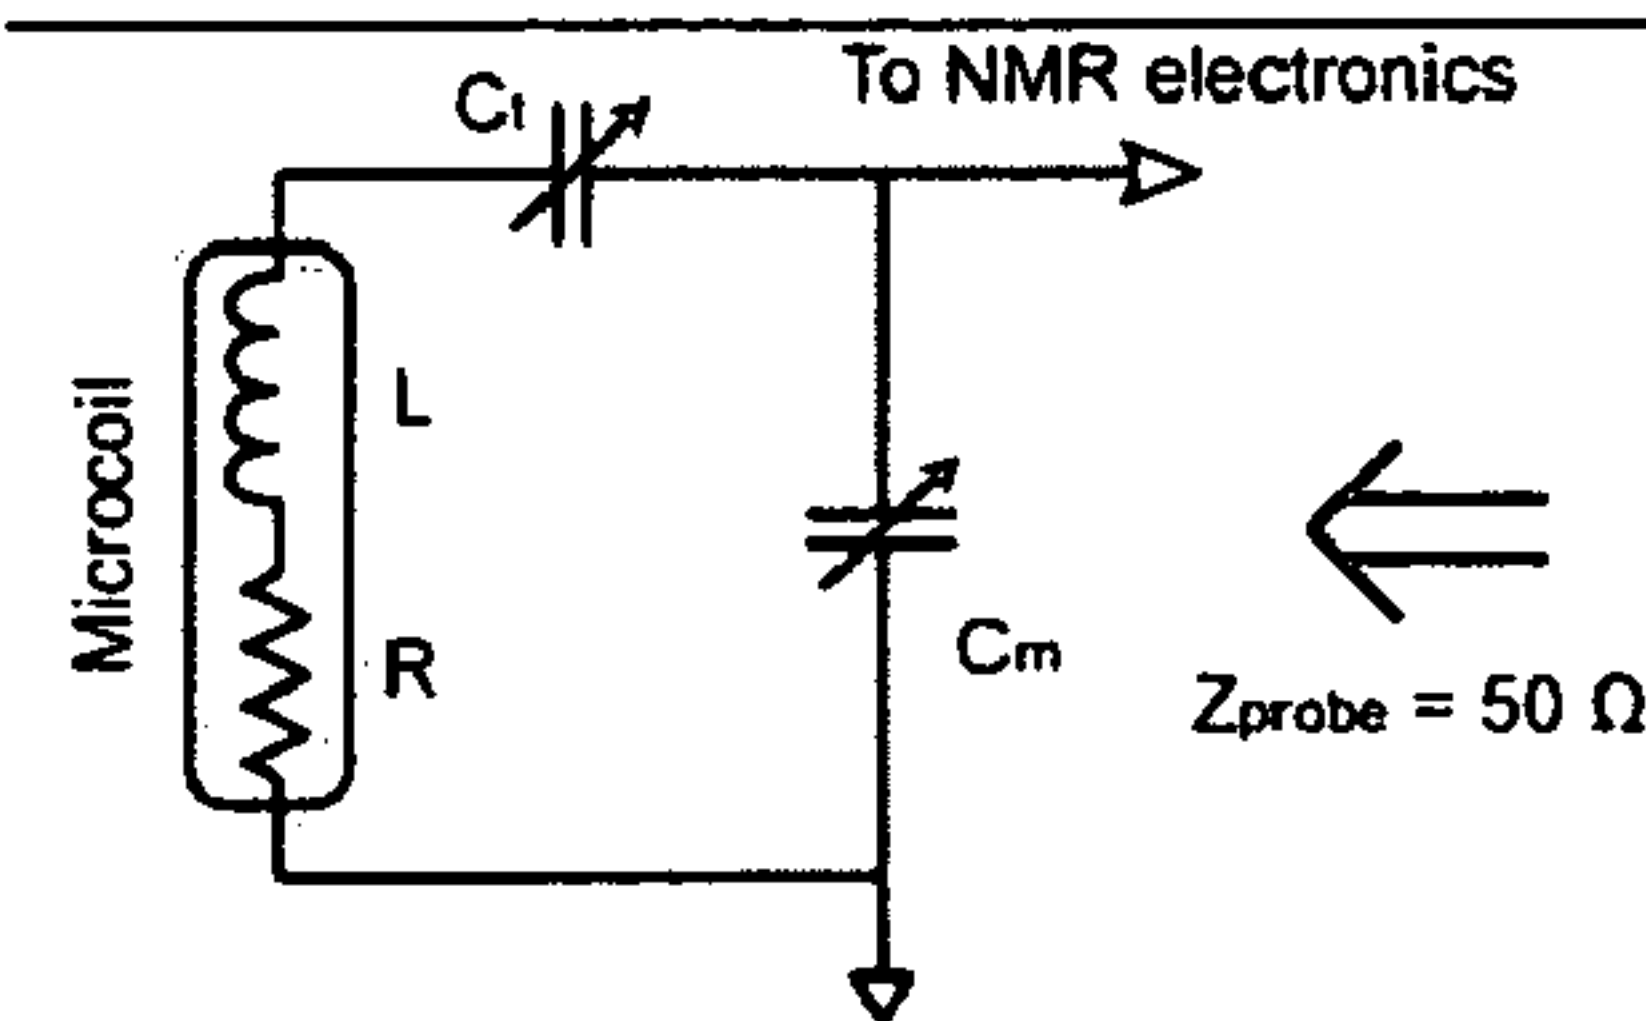 To NMR electronics
Ct
Microcoil
L
R
Cm
Zprobe = 50 Ω